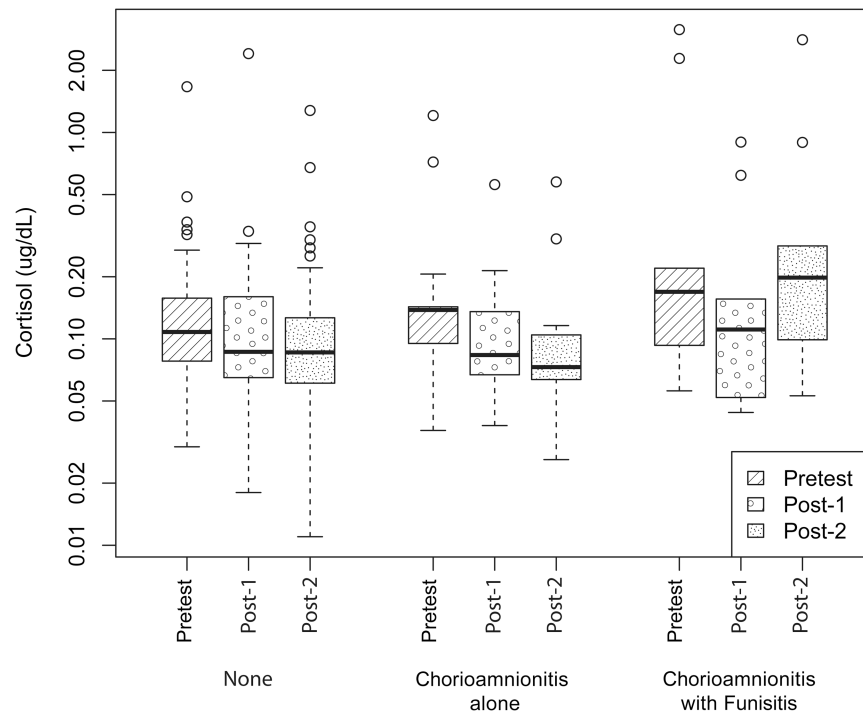 Cortisol (ug/dL)
2.00
1.00
0.50
0.20
0.10
0.05
0.02
0.01
Pretest
Post-1
Post-2
Pretest
Post-1
Post-2
Pretest
Post-1
Post-2
Pretest
Post-1
Post-2
None
Chorioamnionitis
alone
Chorioamnionitis
with Funisitis